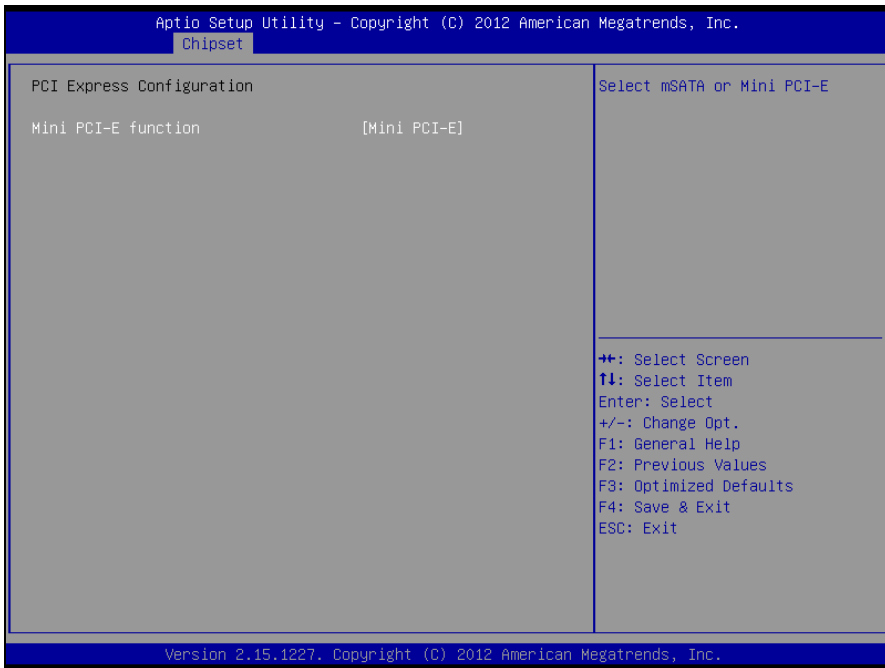 Aptio Setup Utility – Copyright (C) 2012 American Megatrends, Inc.
Chipset
PCI Express Configuration
Mini PCI-E function [Mini PCI-E]
Select mSATA or Mini PCI-E
→←: Select Screen
↑↓: Select Item
Enter: Select
+/-: Change Opt.
F1: General Help
F2: Previous Values
F3: Optimized Defaults
F4: Save & Exit
ESC: Exit
Version 2.15.1227. Copyright (C) 2012 American Megatrends, Inc.